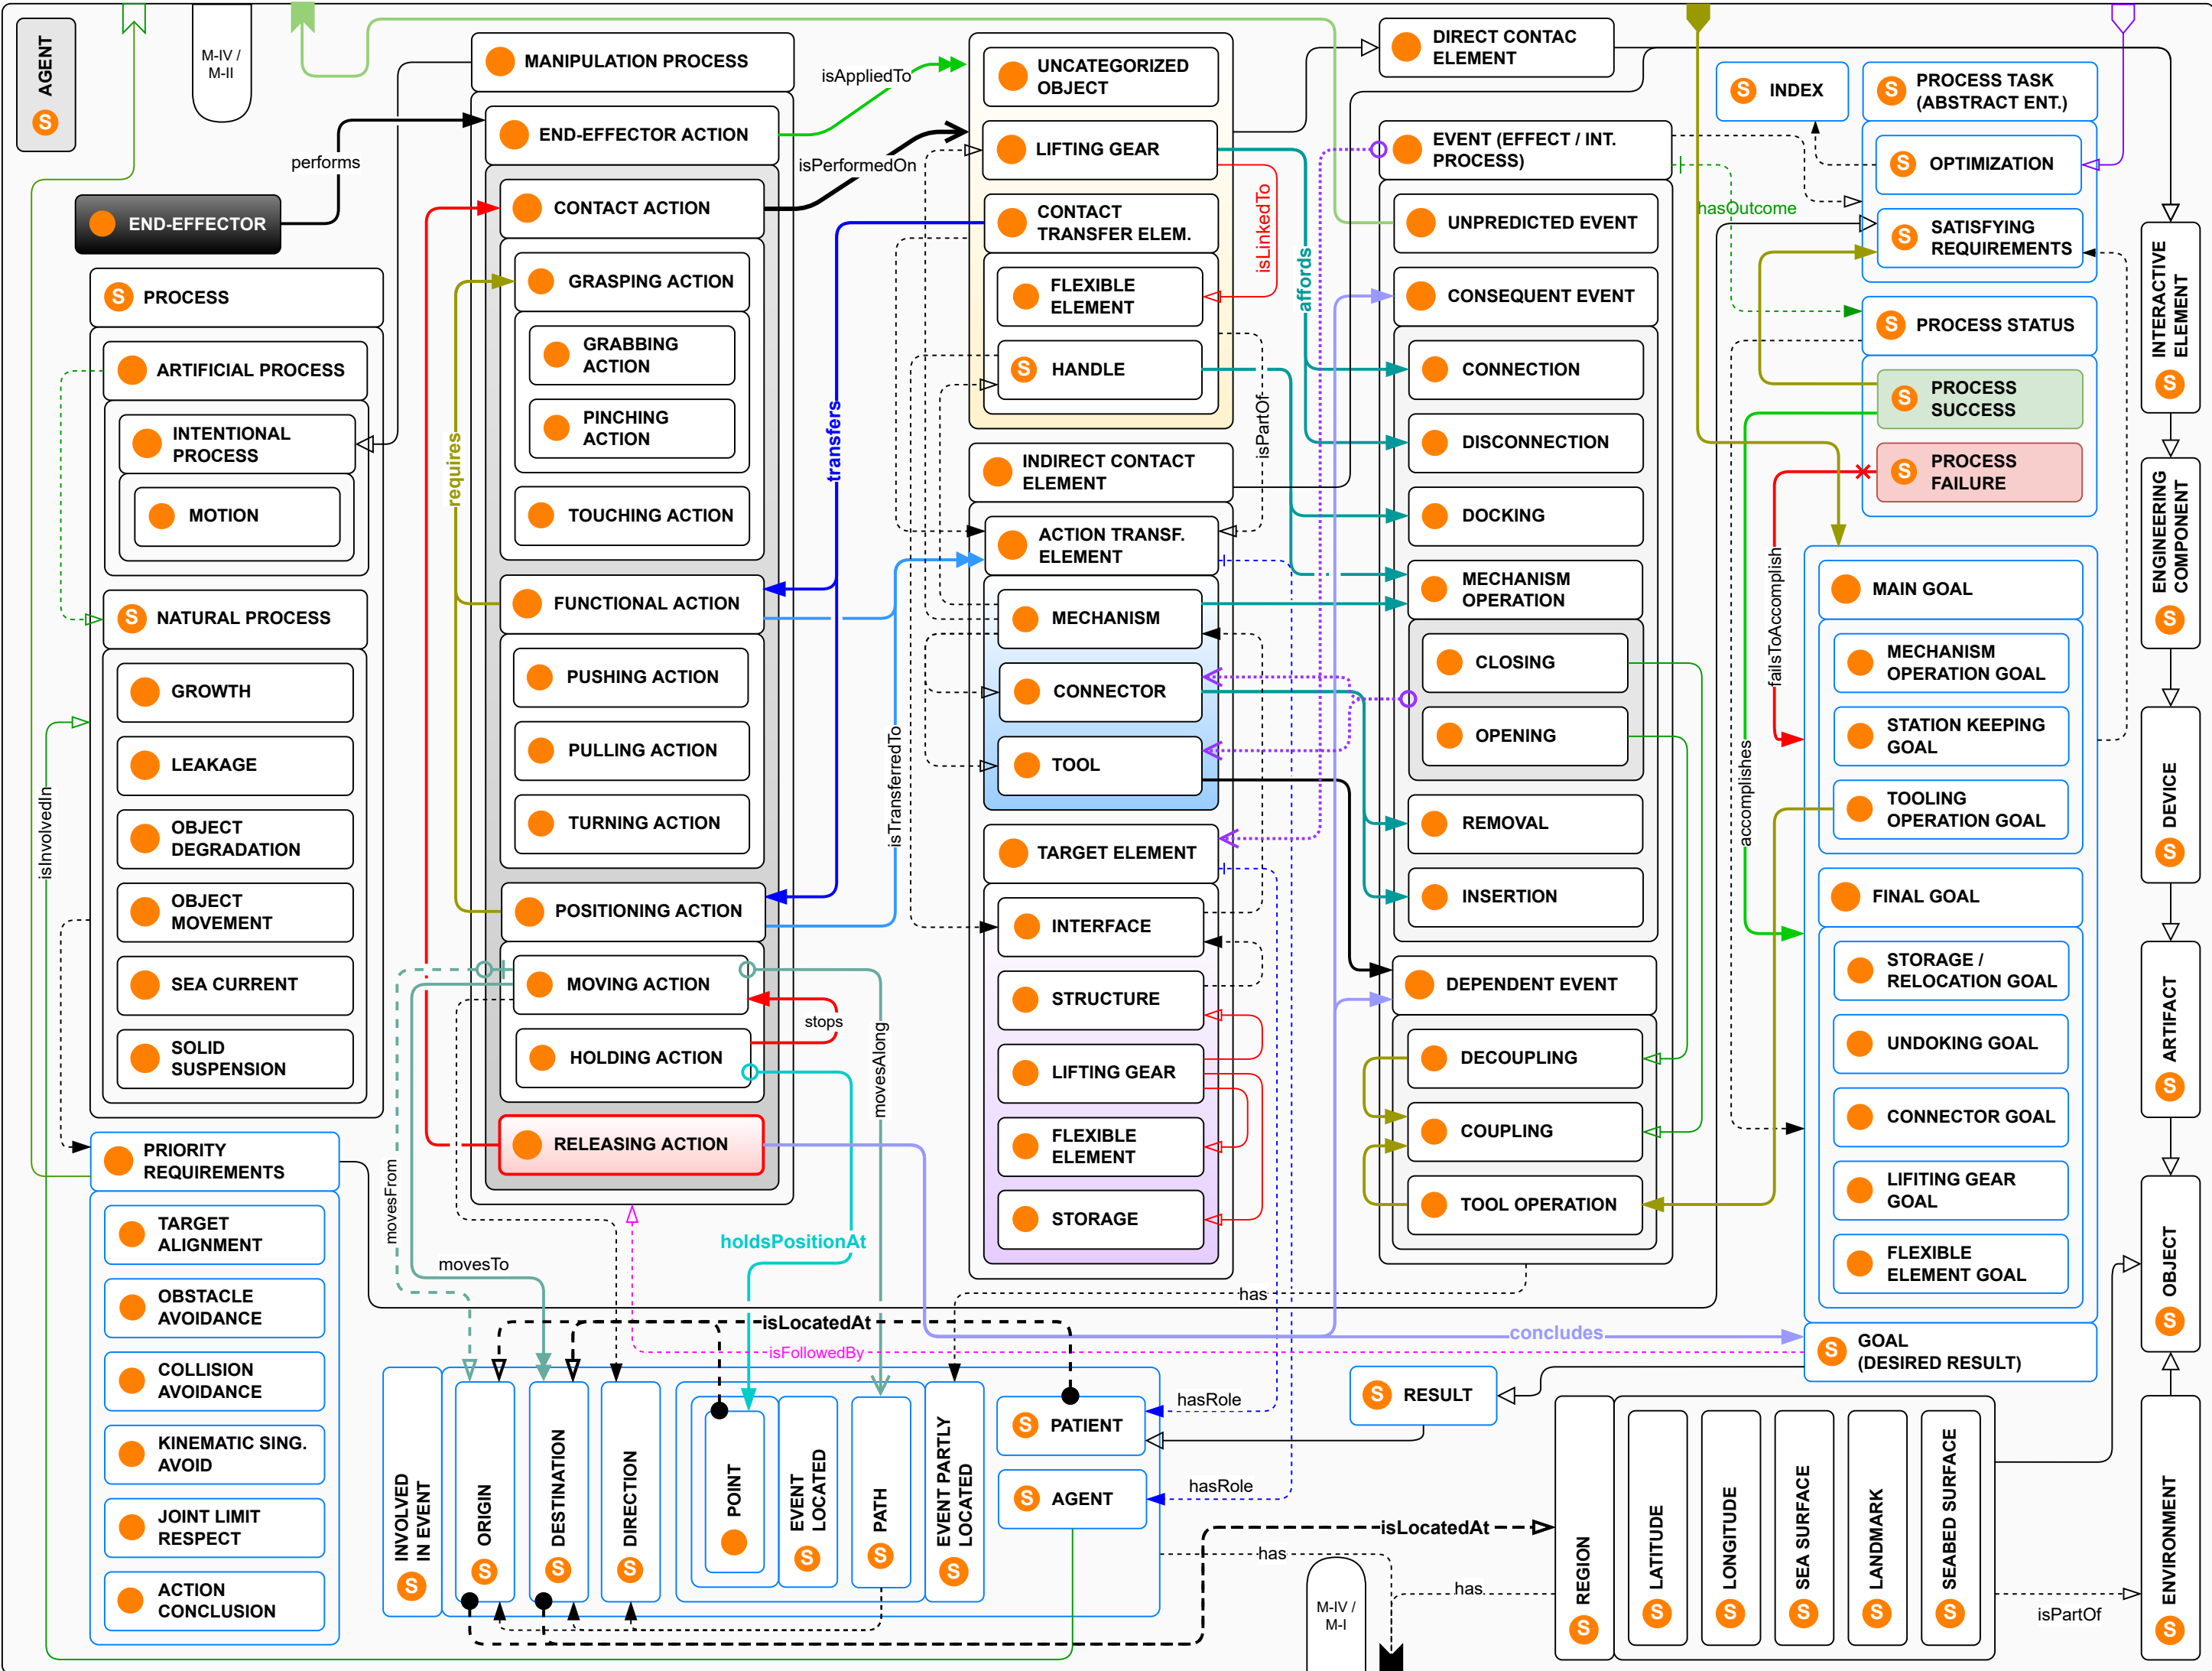 AGENT
S
M-IV /
M-II
END-EFFECTOR
performs
S PROCESS
ARTIFICIAL PROCESS
INTENTIONAL
PROCESS
MOTION
S NATURAL PROCESS
GROWTH
LEAKAGE
OBJECT
DEGRADATION
OBJECT
MOVEMENT
SEA CURRENT
SOLID
SUSPENSION
isInvolvedIn
PRIORITY
REQUIREMENTS
TARGET
ALIGNMENT
OBSTACLE
AVOIDANCE
COLLISION
AVOIDANCE
KINEMATIC SING.
AVOID
JOINT LIMIT
RESPECT
ACTION
CONCLUSION
MANIPULATION PROCESS
END-EFFECTOR ACTION
CONTACT ACTION
GRASPING ACTION
GRABBING
ACTION
PINCHING
ACTION
TOUCHING ACTION
FUNCTIONAL ACTION
PUSHING ACTION
PULLING ACTION
TURNING ACTION
POSITIONING ACTION
MOVING ACTION
HOLDING ACTION
RELEASING ACTION
requires
isAppliedTo
isPerformedOn
transfers
isTransferredTo
stops
movesAlong
movesFrom
movesTo
holdsPositionAt
UNCATEGORIZED
OBJECT
LIFTING GEAR
CONTACT
TRANSFER ELEM.
FLEXIBLE
ELEMENT
S HANDLE
isLinkedTo
affords
isPartOf
INDIRECT CONTACT
ELEMENT
ACTION TRANSF.
ELEMENT
MECHANISM
CONNECTOR
TOOL
TARGET ELEMENT
INTERFACE
STRUCTURE
LIFTING GEAR
FLEXIBLE
ELEMENT
STORAGE
DIRECT CONTAC
ELEMENT
EVENT (EFFECT / INT.
PROCESS)
UNPREDICTED EVENT
CONSEQUENT EVENT
CONNECTION
DISCONNECTION
DOCKING
MECHANISM
OPERATION
CLOSING
OPENING
REMOVAL
INSERTION
DEPENDENT EVENT
DECOUPLING
COUPLING
TOOL OPERATION
has
S INDEX
S PROCESS TASK
(ABSTRACT ENT.)
S OPTIMIZATION
S SATISFYING
REQUIREMENTS
hasOutcome
S PROCESS STATUS
S PROCESS
SUCCESS
S PROCESS
FAILURE
failsToAccomplish
accomplishes
MAIN GOAL
MECHANISM
OPERATION GOAL
STATION KEEPING
GOAL
TOOLING
OPERATION GOAL
FINAL GOAL
STORAGE /
RELOCATION GOAL
UNDOKING GOAL
CONNECTOR GOAL
LIFITING GEAR
GOAL
FLEXIBLE
ELEMENT GOAL
S GOAL
(DESIRED RESULT)
concludes
isFollowedBy
isLocatedAt
S RESULT
INTERACTIVE
ELEMENT
S
ENGINEERING
COMPONENT
S
DEVICE
S
ARTIFACT
S
OBJECT
S
ENVIRONMENT
S
INVOLVED
IN EVENT
S
ORIGIN
S
DESTINATION
S
DIRECTION
S
POINT
EVENT
LOCATED
S
PATH
S
EVENT PARTLY
LOCATED
S
S PATIENT
S AGENT
hasRole
hasRole
isLocatedAt
has
has
M-IV /
M-I
REGION
S
LATITUDE
S
LONGITUDE
S
SEA SURFACE
S
LANDMARK
S
SEABED SURFACE
S
isPartOf